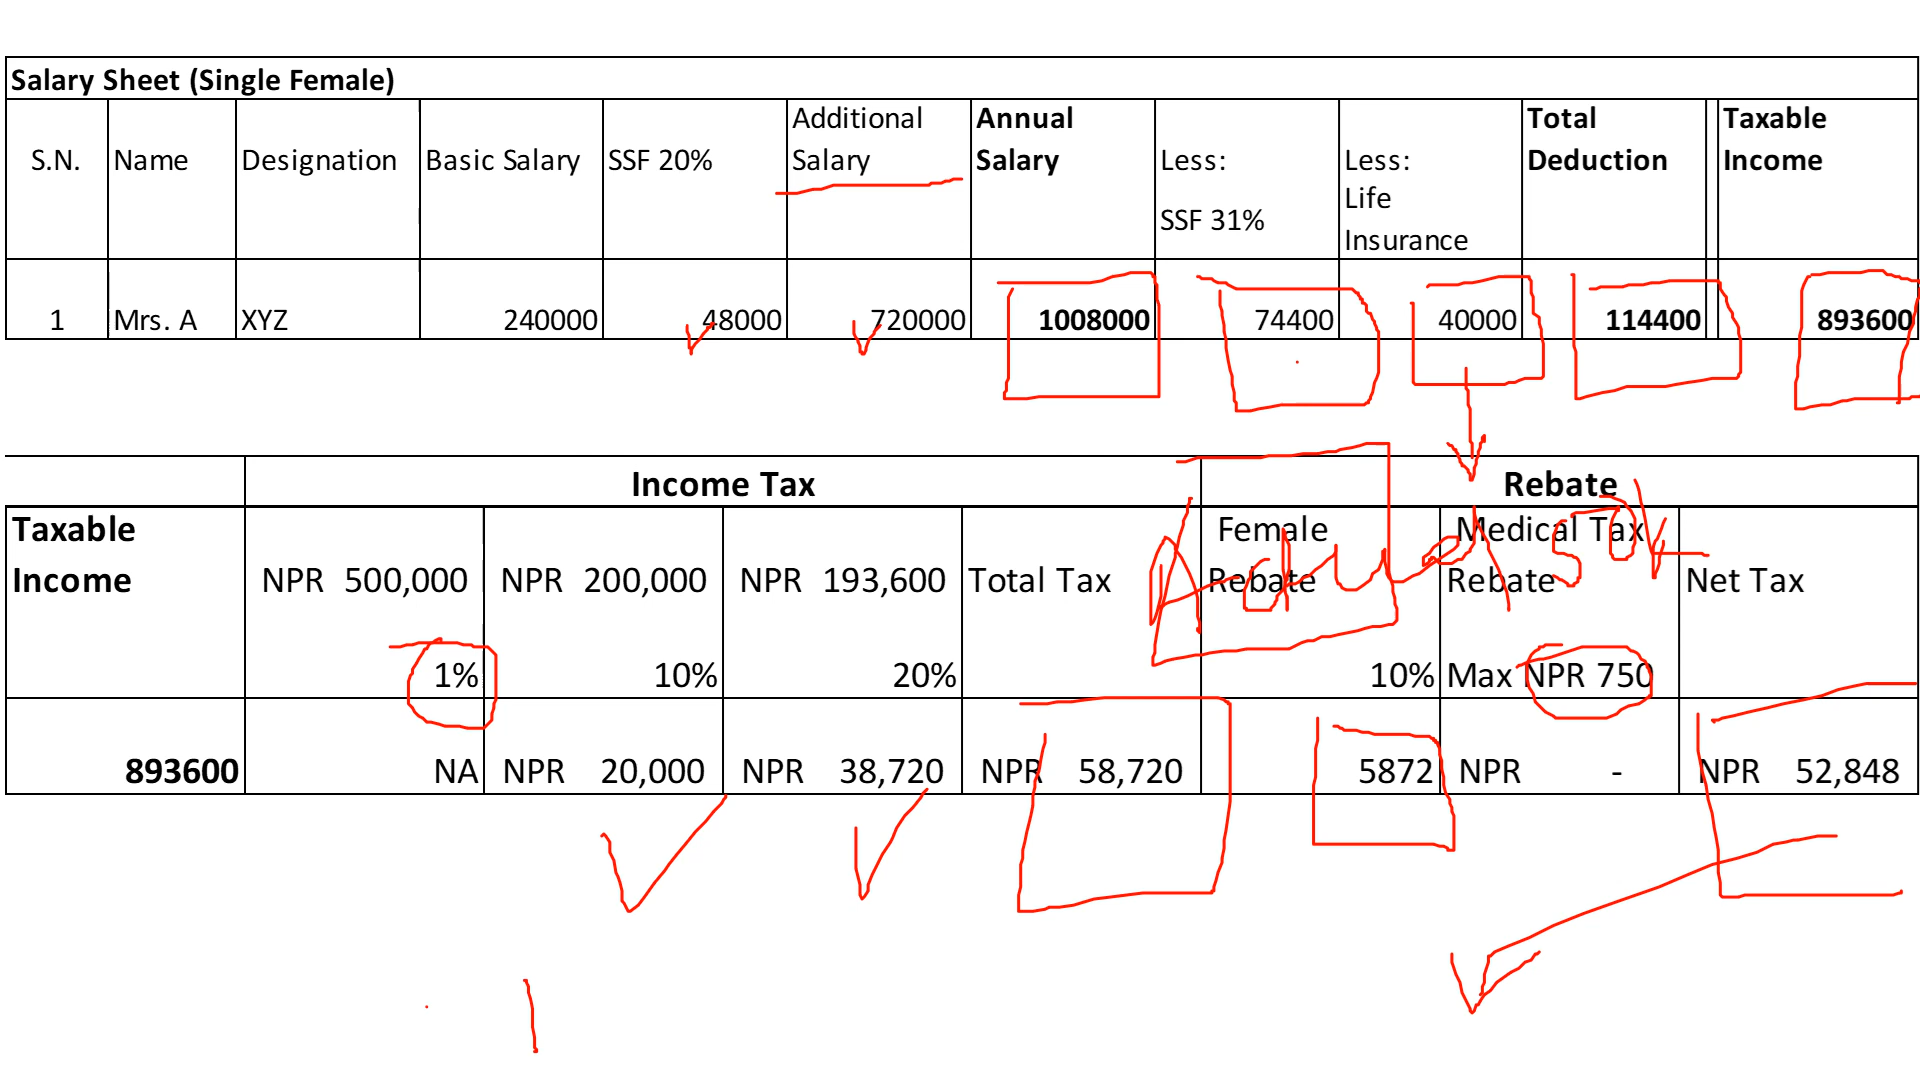 Salary Sheet (Single Female)
S.N. Name Designation Basic Salary SSF 20% Additional Salary Annual Salary Less: SSF 31% Less: Life Insurance Total Deduction Taxable Income
1 Mrs. A XYZ 240000 48000 720000 1008000 74400 40000 114400 893600
Income Tax Rebate
Taxable Income NPR 500,000 NPR 200,000 NPR 193,600 Total Tax Female Rebate Medical Tax Rebate Net Tax
1% 10% 20% 10% Max NPR 750
893600 NA NPR 20,000 NPR 38,720 NPR 58,720 5872 NPR - NPR 52,848